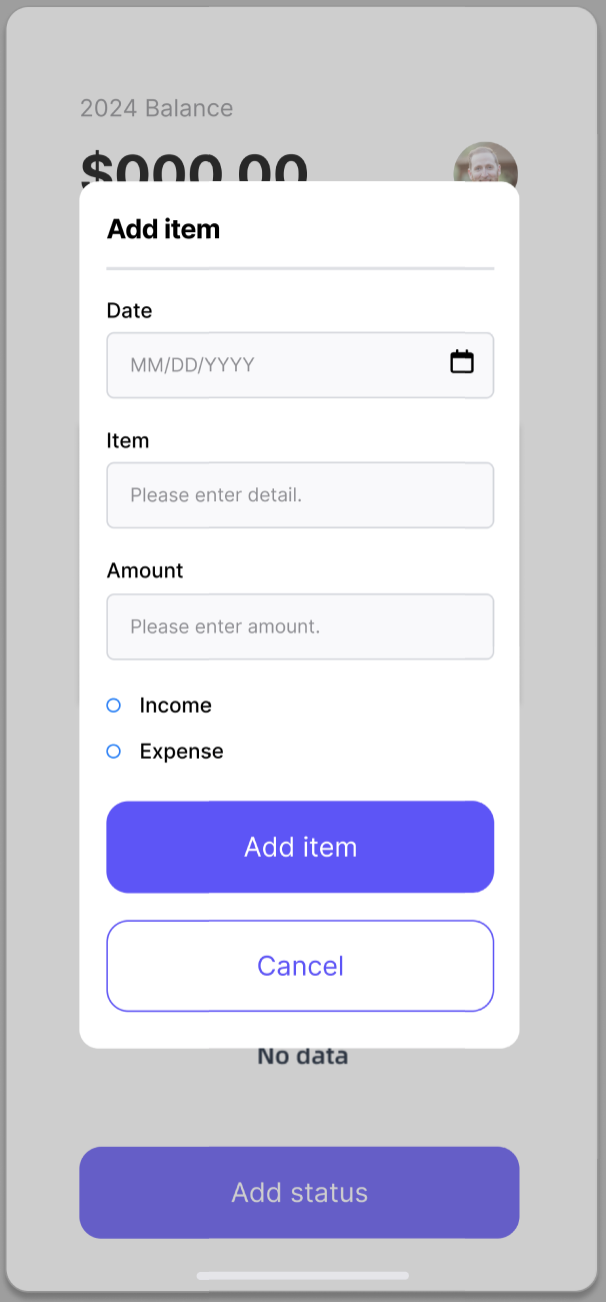 2024 Balance
$000.00
Add item
Date
MM/DD/YYYY
Item
Please enter detail.
Amount
Please enter amount.
Income
Expense
Add item
Cancel
No data
Add status